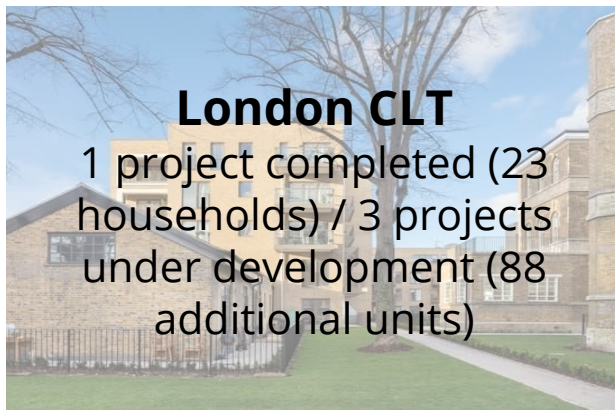 London CLT
1 project completed (23
households) / 3 projects
under development (88
additional units)